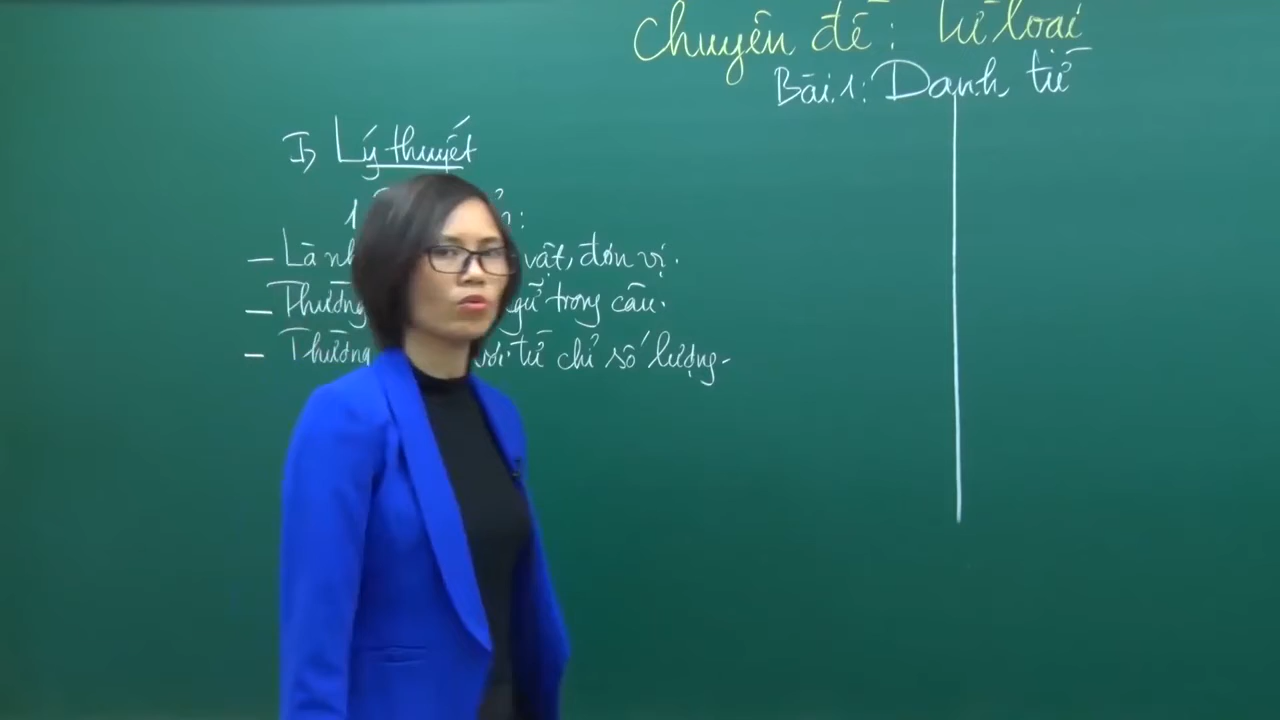 Chuyên đề: Từ loại
Bài 1: Danh từ
I, Lý thuyết
1
– Là nh vật, đơn vị.
– Thường gữ trong câu.
– Thường với từ chỉ số lượng.